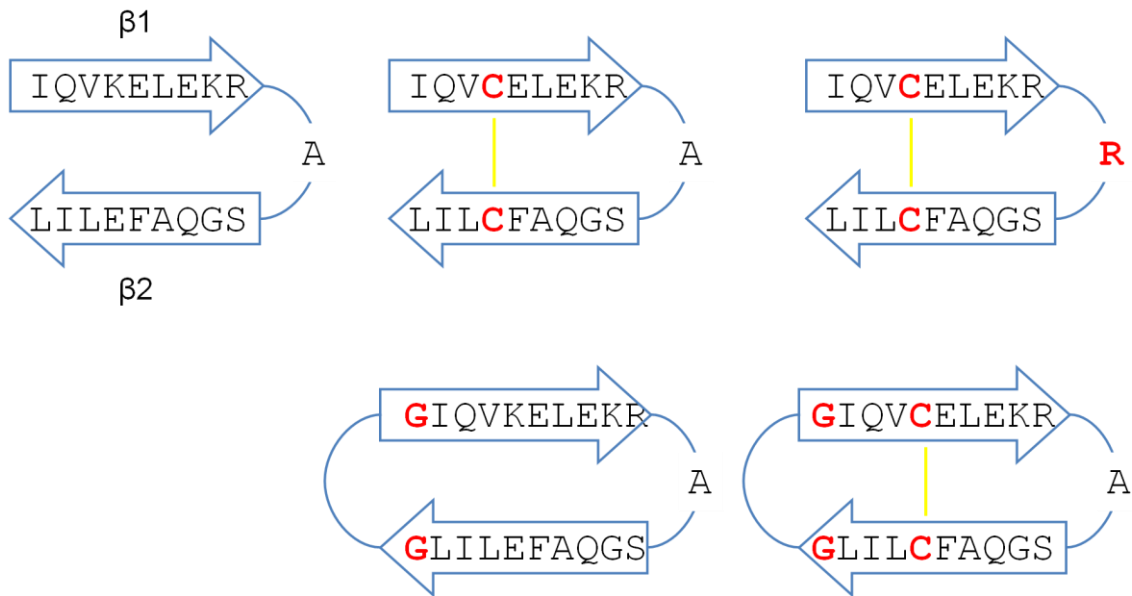 β1
IQVKELEKR
A
LILEFAQGS
β2
IQVCELEKR
A
LILCFAQGS
IQVCELEKR
R
LILCFAQGS
GIQVKELEKR
A
GLILEFAQGS
GIQVCELEKR
A
GLILCFAQGS